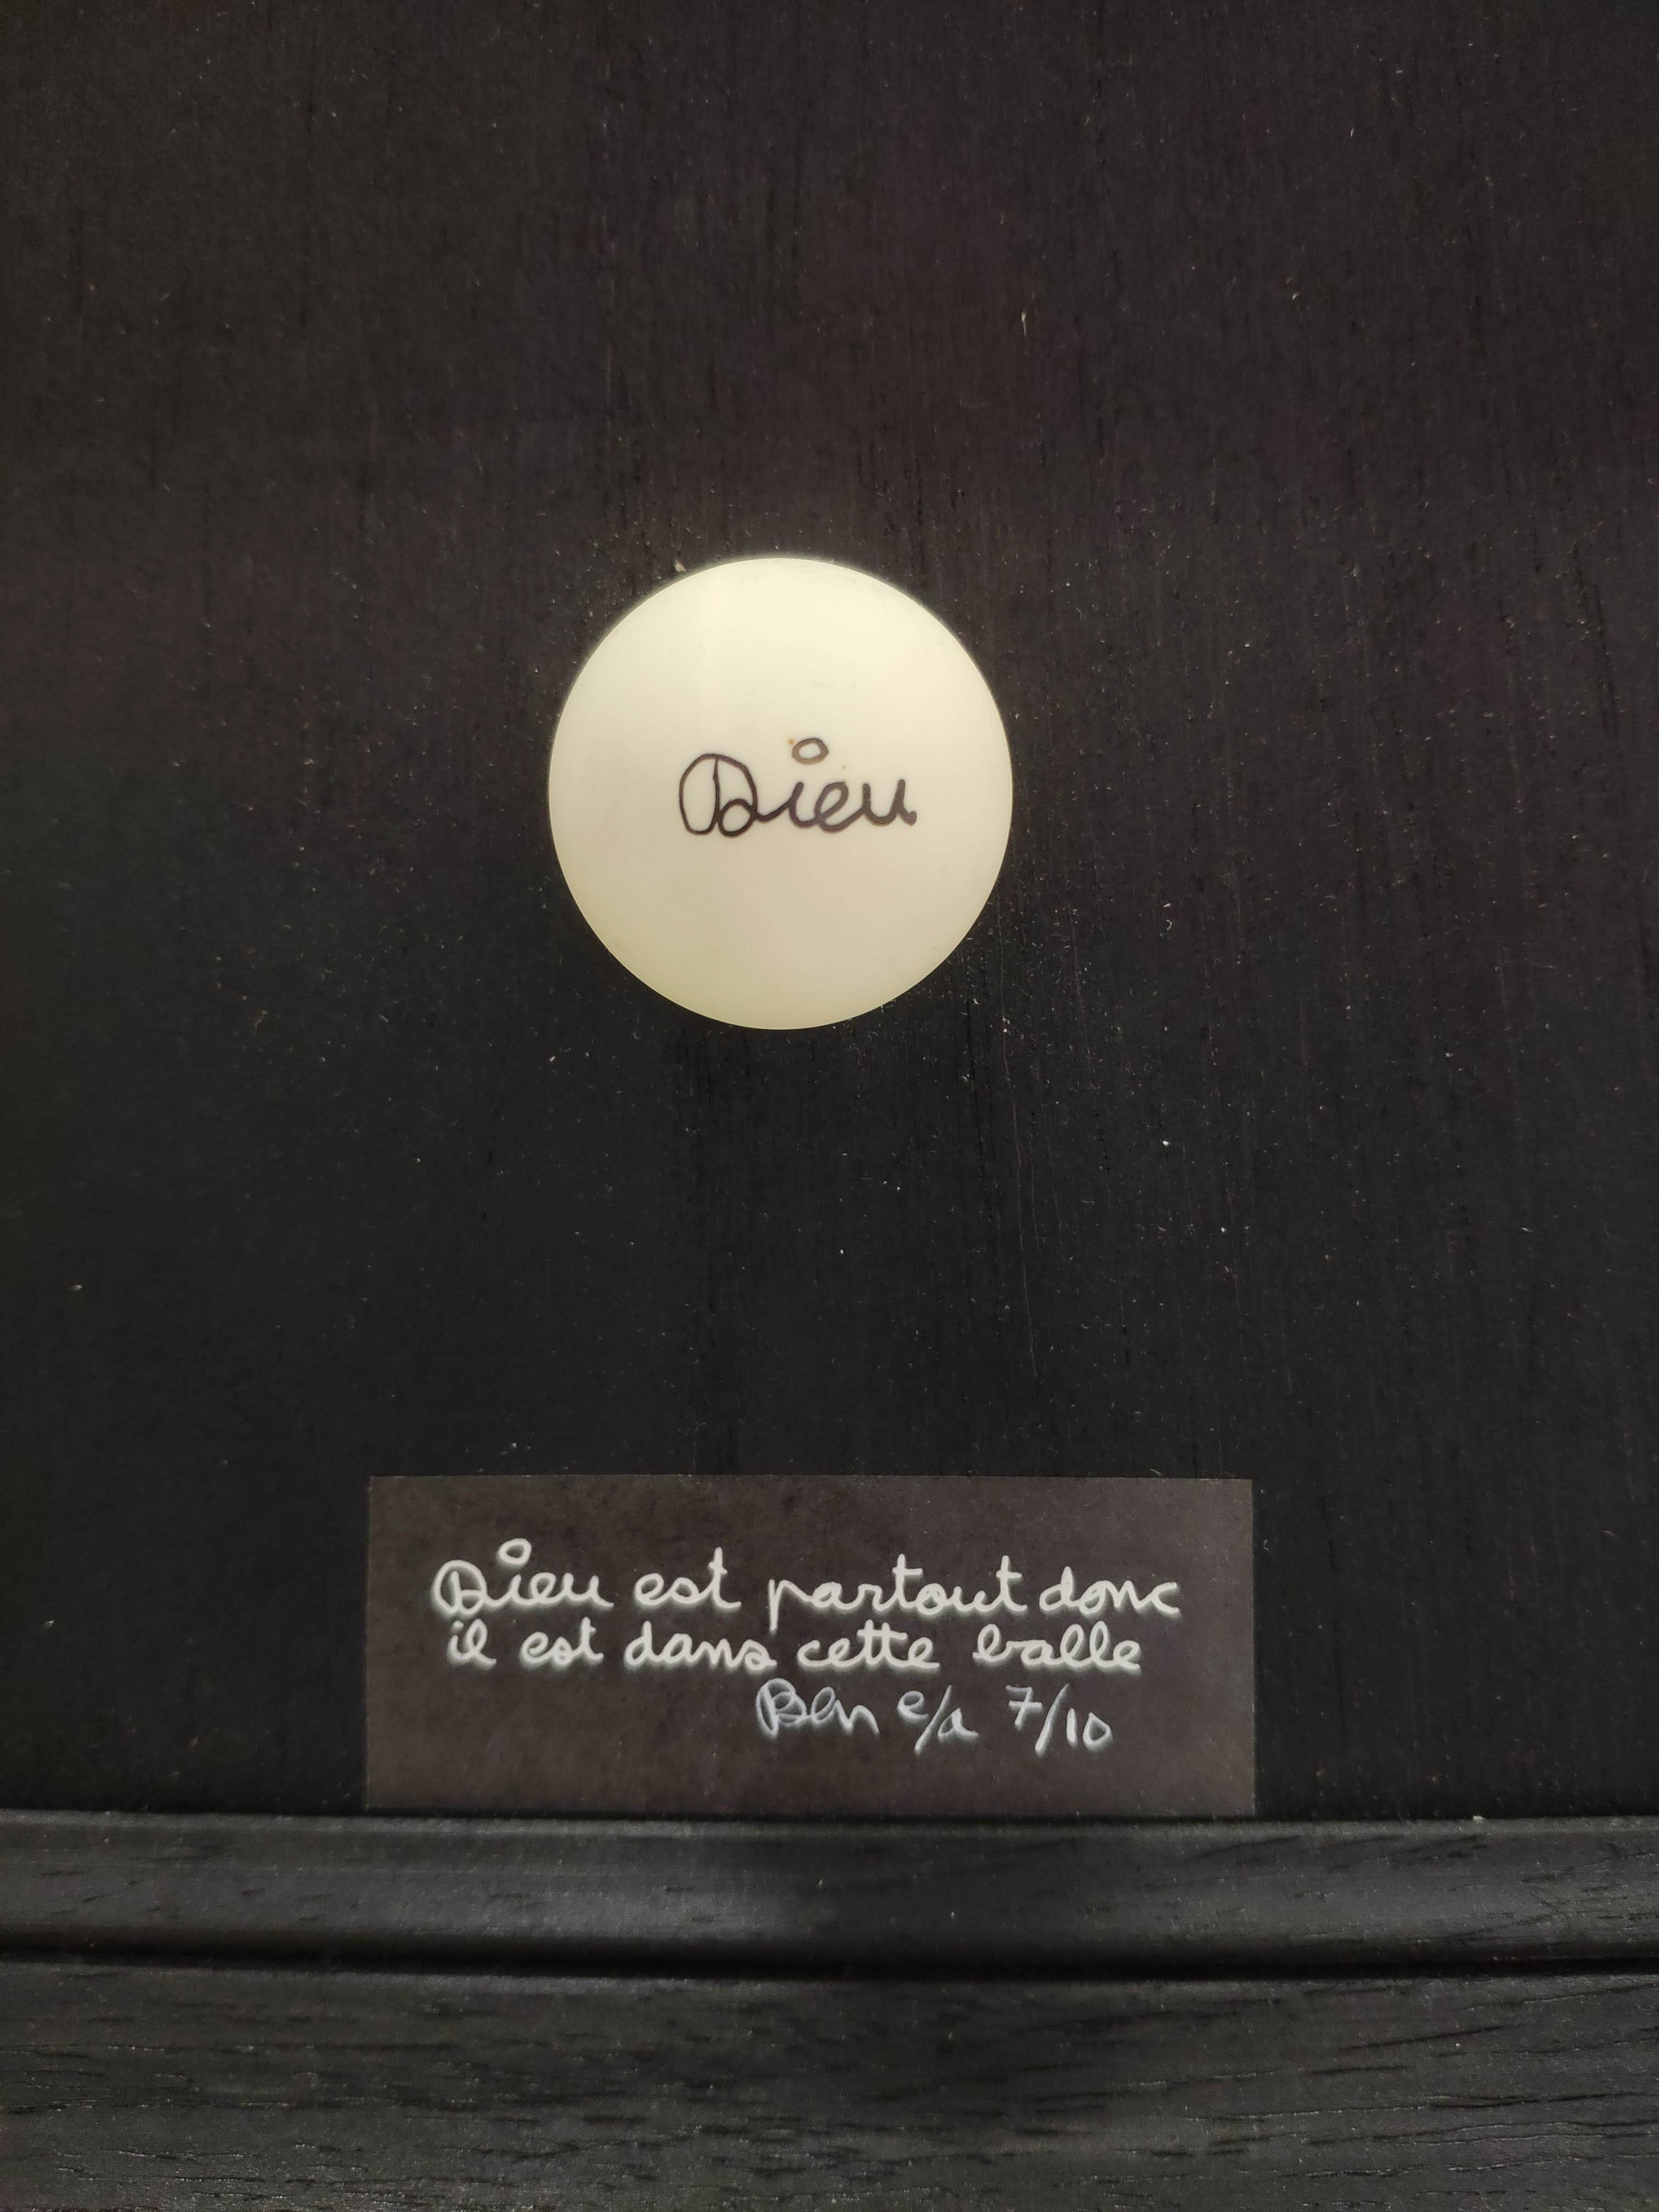 Dieu
Dieu est partout donc
il est dans cette balle
Ben e/a 7/10